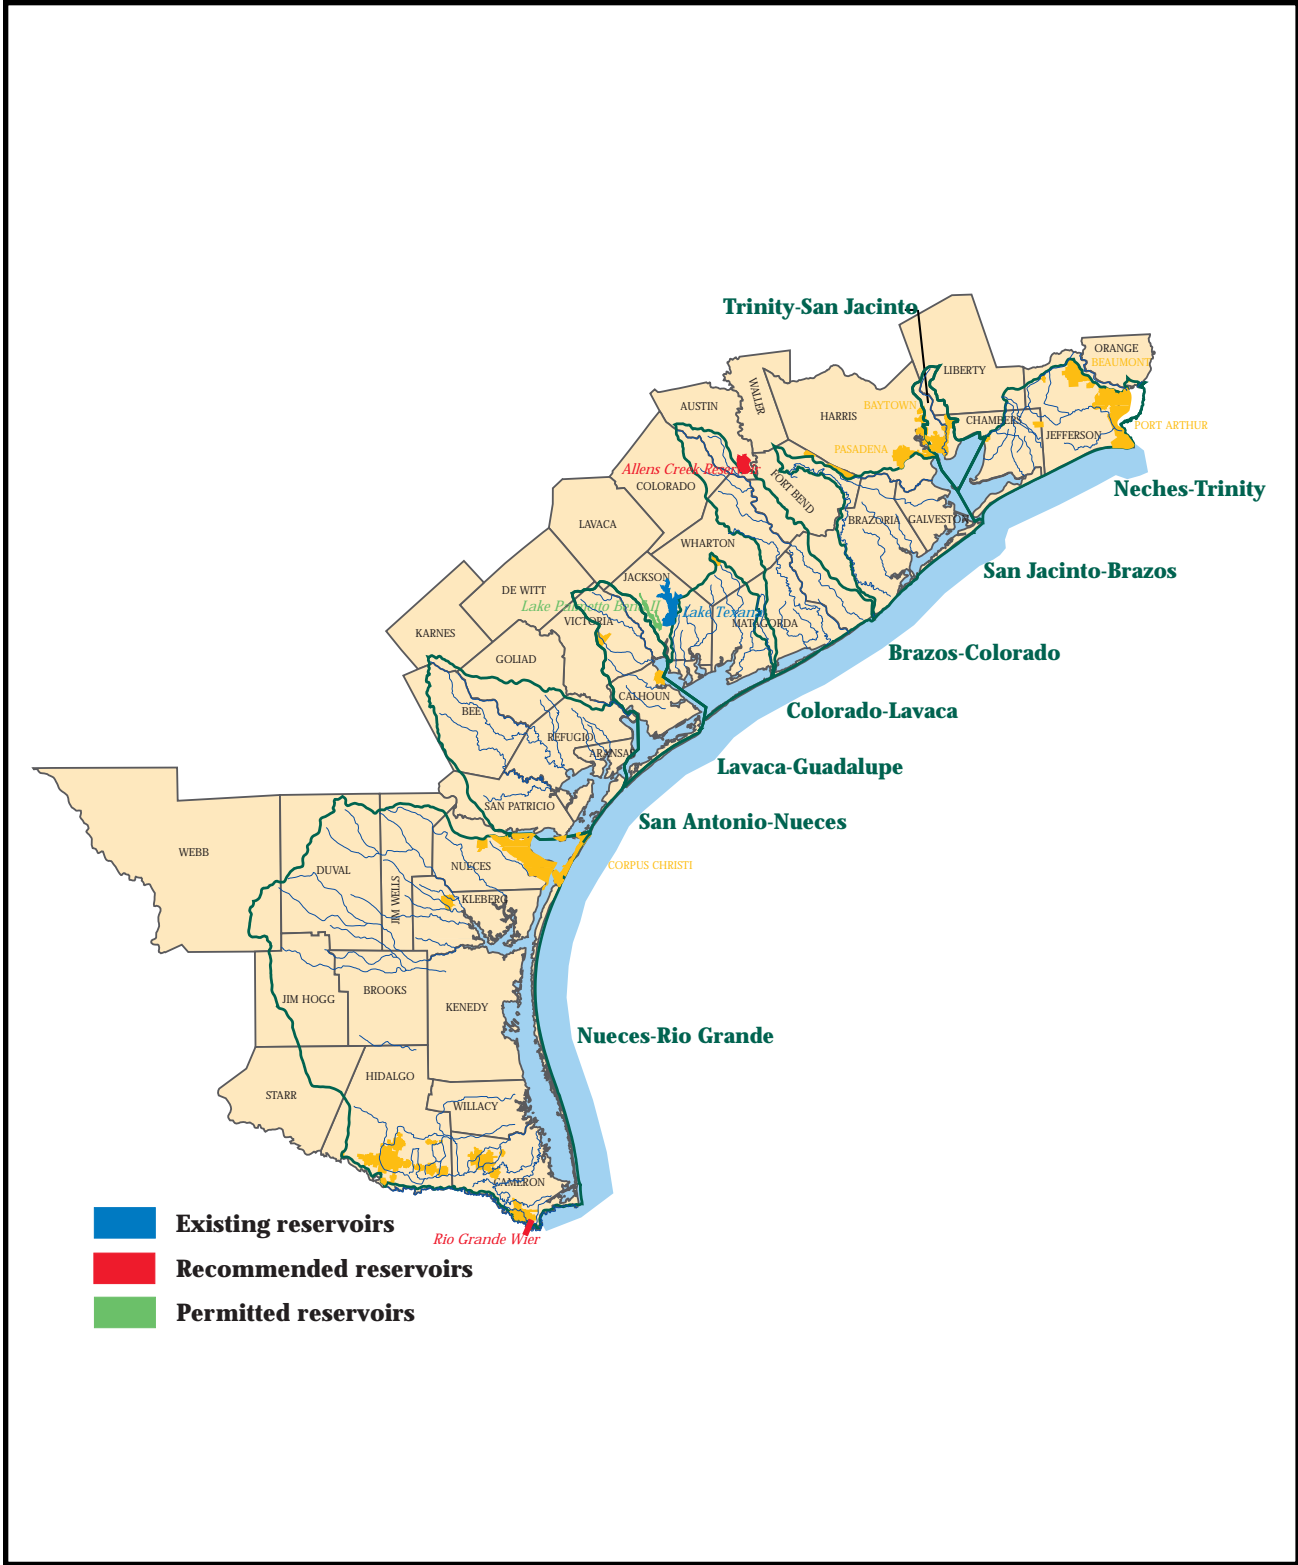 Trinity-San Jacinto
ORANGE
BEAUMONT
LIBERTY
WALLER
AUSTIN
HARRIS
BAYTOWN
CHAMBERS
PORT ARTHUR
JEFFERSON
PASADENA
Allens Creek Reservoir
COLORADO
FORT BEND
Neches-Trinity
LAVACA
BRAZORIA
GALVESTON
WHARTON
San Jacinto-Brazos
JACKSON
DE WITT
Lake Palmetto Bend II
Lake Texana
VICTORIA
MATAGORDA
KARNES
Brazos-Colorado
GOLIAD
CALHOUN
BEE
Colorado-Lavaca
REFUGIO
ARANSAS
Lavaca-Guadalupe
SAN PATRICIO
San Antonio-Nueces
WEBB
NUECES
CORPUS CHRISTI
DUVAL
JIM WELLS
KLEBERG
BROOKS
JIM HOGG
KENEDY
Nueces-Rio Grande
HIDALGO
STARR
WILLACY
CAMERON
Rio Grande Wier
Existing reservoirs
Recommended reservoirs
Permitted reservoirs